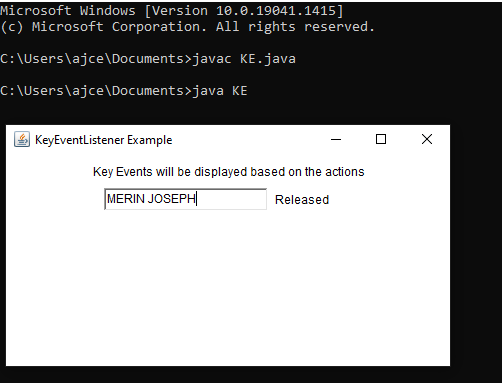 Microsoft Windows [Version 10.0.19041.1415]
(c) Microsoft Corporation. All rights reserved.
C:\Users\ajce\Documents>javac KE.java
C:\Users\ajce\Documents>java KE
KeyEventListener Example
Key Events will be displayed based on the actions
MERIN JOSEPH Released